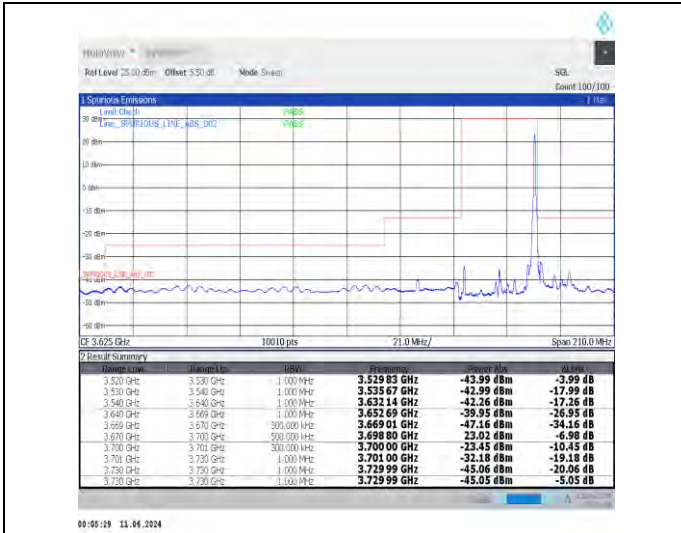 MultiView
Ref Level 25.00 dBm Offset 3.50 dB Mode Sweep SGL
Count 100/100
1 Spurious Emissions
Limit Check PASS
Line _SPURIOUS_LINE_ABS_002 PASS
30 dBm
20 dBm
10 dBm
0 dBm
-10 dBm
-20 dBm
-30 dBm
-40 dBm
-50 dBm
-60 dBm
CF 3.625 GHz 10010 pts 21.0 MHz/ Span 210.0 MHz
2 Result Summary
Range Low Range Up RBW Frequency Power Abs ΔLimit
3.520 GHz 3.530 GHz 1.000 MHz 3.529 83 GHz -43.99 dBm -3.99 dB
3.530 GHz 3.540 GHz 1.000 MHz 3.535 67 GHz -42.99 dBm -17.99 dB
3.540 GHz 3.640 GHz 1.000 MHz 3.632 14 GHz -42.26 dBm -17.26 dB
3.640 GHz 3.669 GHz 1.000 MHz 3.652 69 GHz -39.95 dBm -26.95 dB
3.669 GHz 3.670 GHz 300.000 kHz 3.669 01 GHz -47.16 dBm -34.16 dB
3.670 GHz 3.700 GHz 500.000 kHz 3.698 80 GHz 23.02 dBm -6.98 dB
3.700 GHz 3.701 GHz 300.000 kHz 3.700 00 GHz -23.45 dBm -10.45 dB
3.701 GHz 3.730 GHz 1.000 MHz 3.701 00 GHz -32.18 dBm -19.18 dB
3.730 GHz 3.730 GHz 1.000 MHz 3.729 99 GHz -45.06 dBm -20.06 dB
3.730 GHz 3.730 GHz 1.000 MHz 3.729 99 GHz -45.05 dBm -5.05 dB
00:05:29 11.06.2024